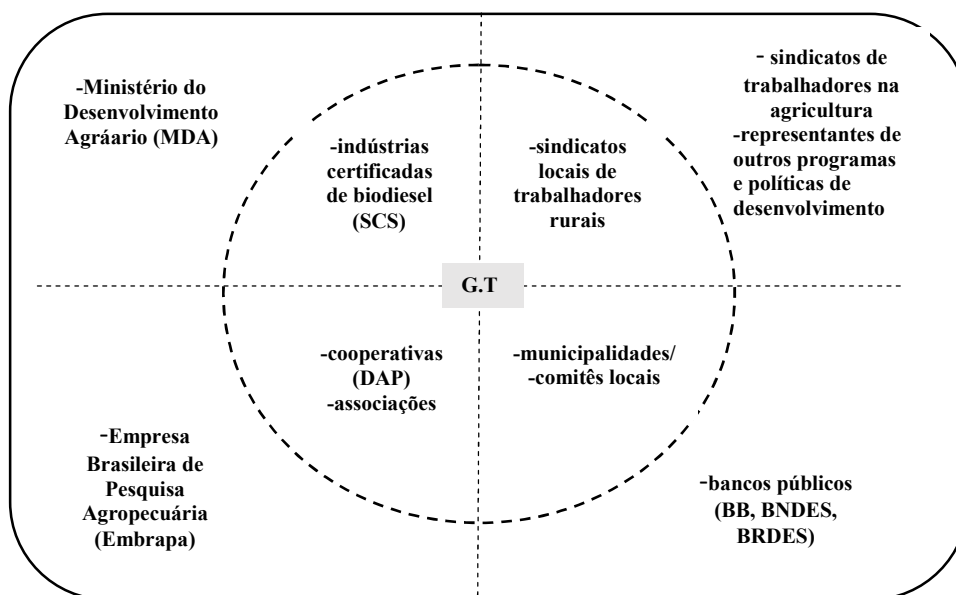 -Ministério do
Desenvolvimento
Agráario (MDA)
- sindicatos de
trabalhadores na
agricultura
-representantes de
outros programas
e políticas de
desenvolvimento
-indústrias
certificadas
de biodiesel
(SCS)
-sindicatos
locais de
trabalhadores
rurais
G.T
-cooperativas
(DAP)
-associações
-municipalidades/
-comitês locais
-Empresa
Brasileira de
Pesquisa
Agropecuária
(Embrapa)
-bancos públicos
(BB, BNDES,
BRDES)